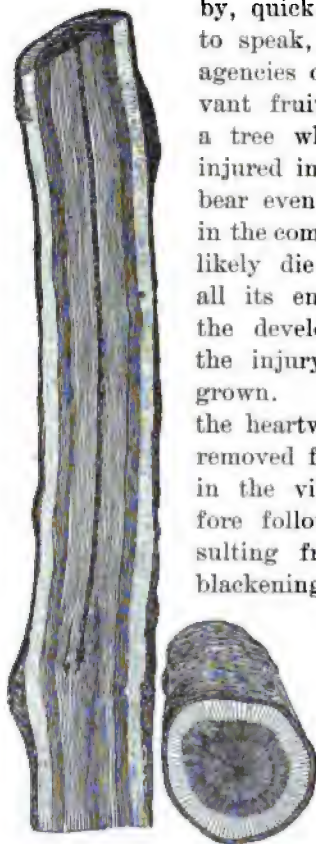 by, quick
to speak,
agencies o
vant fruit
a tree wh
injured in
bear even
in the com
likely die
all its en
the develo
the injury
grown.
the heartw
removed f
in the vi
fore follo
sulting fr
blackening